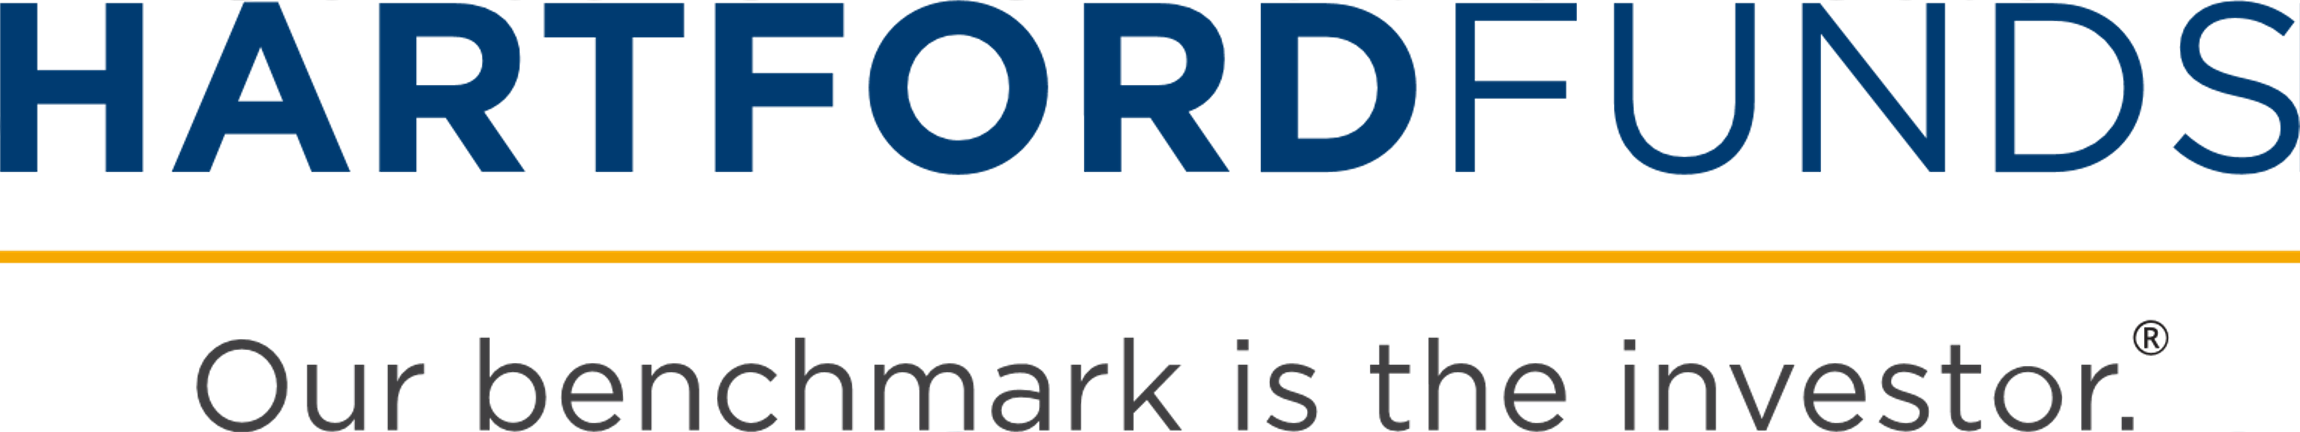 HARTFORDFUNDS
Our benchmark is the investor.®